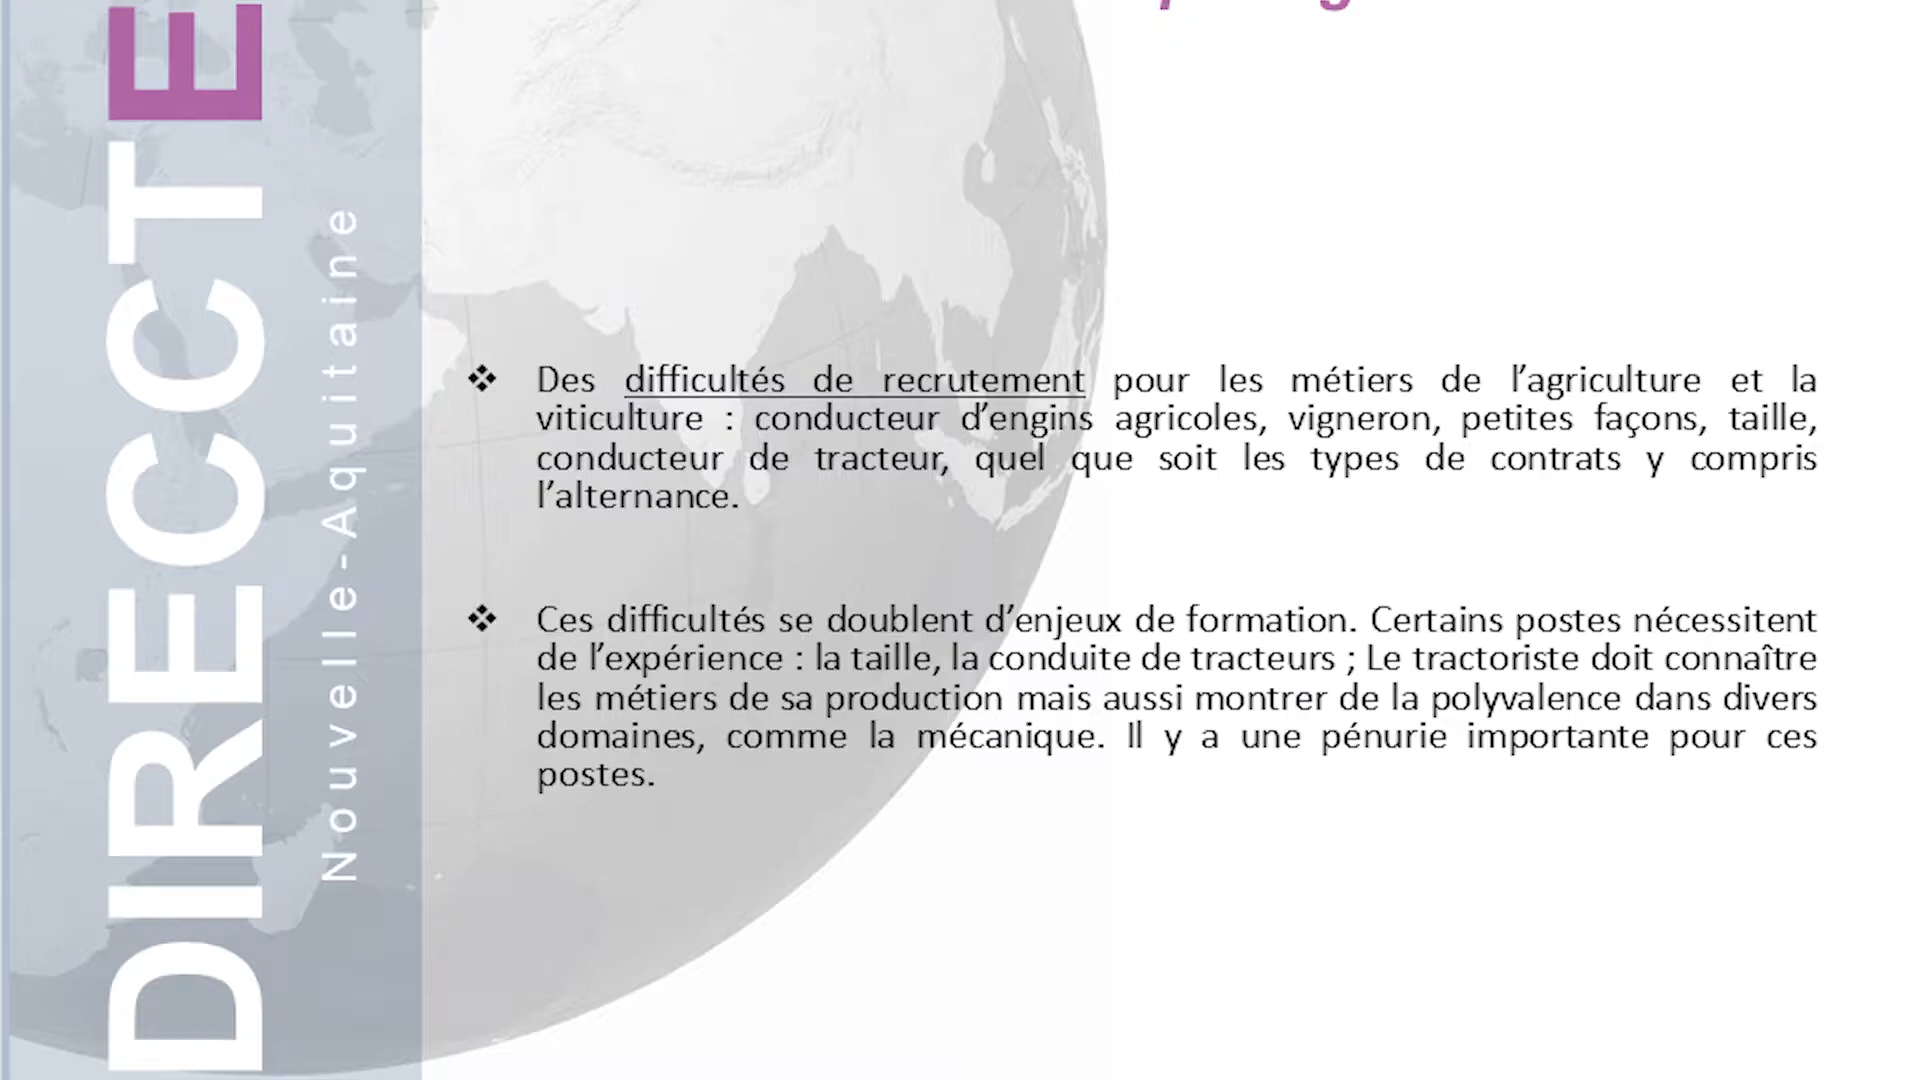 DIRECCTE
Nouvelle-Aquitaine
Des difficultés de recrutement pour les métiers de l’agriculture et la
viticulture : conducteur d’engins agricoles, vigneron, petites façons, taille,
conducteur de tracteur, quel que soit les types de contrats y compris
l’alternance.
Ces difficultés se doublent d’enjeux de formation. Certains postes nécessitent
de l’expérience : la taille, la conduite de tracteurs ; Le tractoriste doit connaître
les métiers de sa production mais aussi montrer de la polyvalence dans divers
domaines, comme la mécanique. Il y a une pénurie importante pour ces
postes.